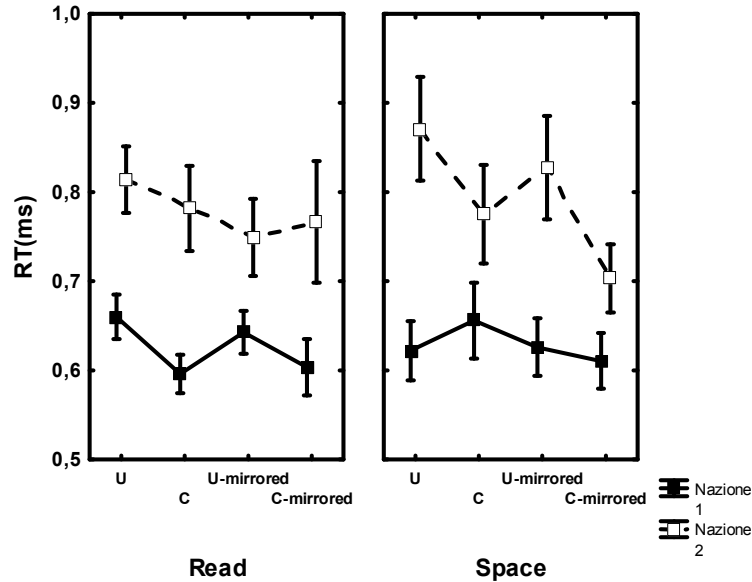 1,0
0,9
0,8
0,7
0,6
0,5
RT(ms)
U
C
U-mirrored
C-mirrored
U
C
U-mirrored
C-mirrored
Read
Space
Nazione
1
Nazione
2